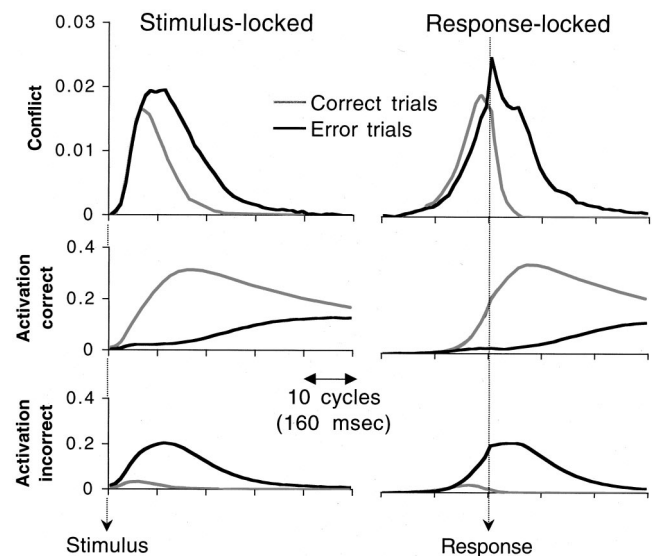 Stimulus-locked
Response-locked
0.03
0.02
0.01
0
Conflict
Correct trials
Error trials
0.4
0.2
0
Activation
correct
10 cycles
(160 msec)
0.4
0.2
0
Activation
incorrect
Stimulus
Response